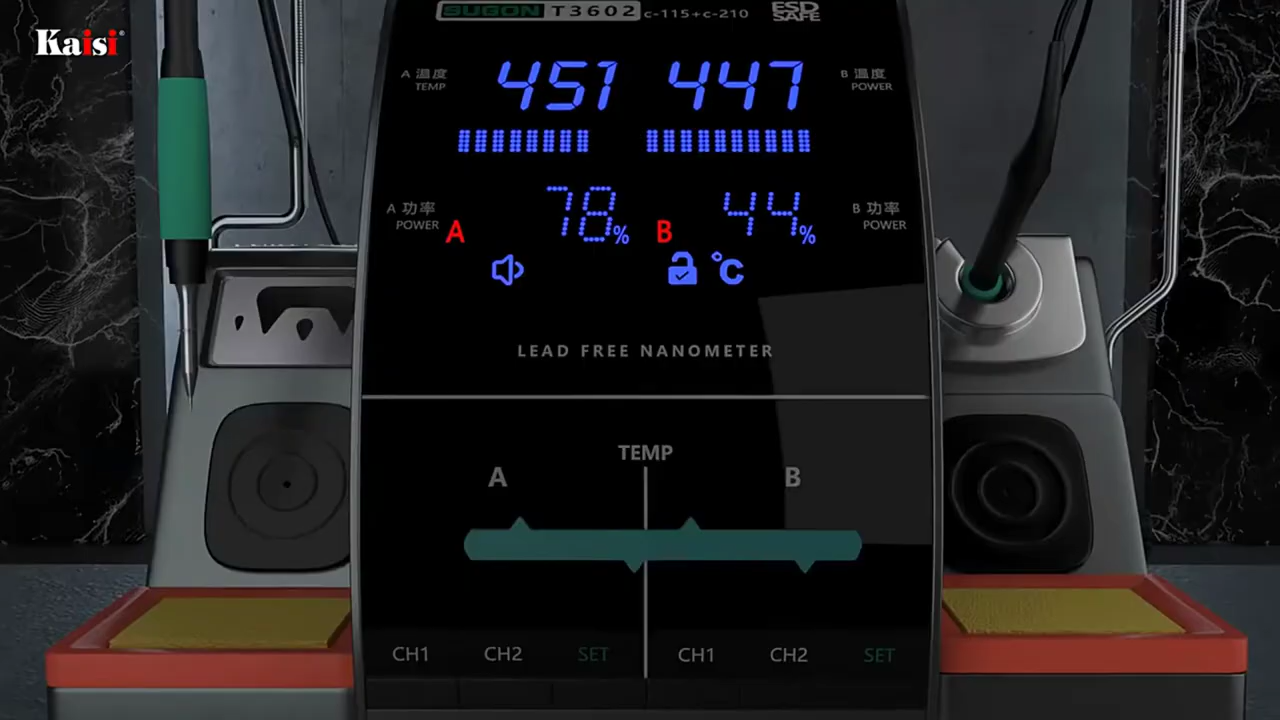 Kaisi
SUGON T3602 c-115+c-210 ESD SAFE
A 温度 TEMP
451 447
B 温度 POWER
A 功率 POWER
A 78% B 44%
B 功率 POWER
°C
LEAD FREE NANOMETER
TEMP
A B
CH1 CH2 SET CH1 CH2 SET